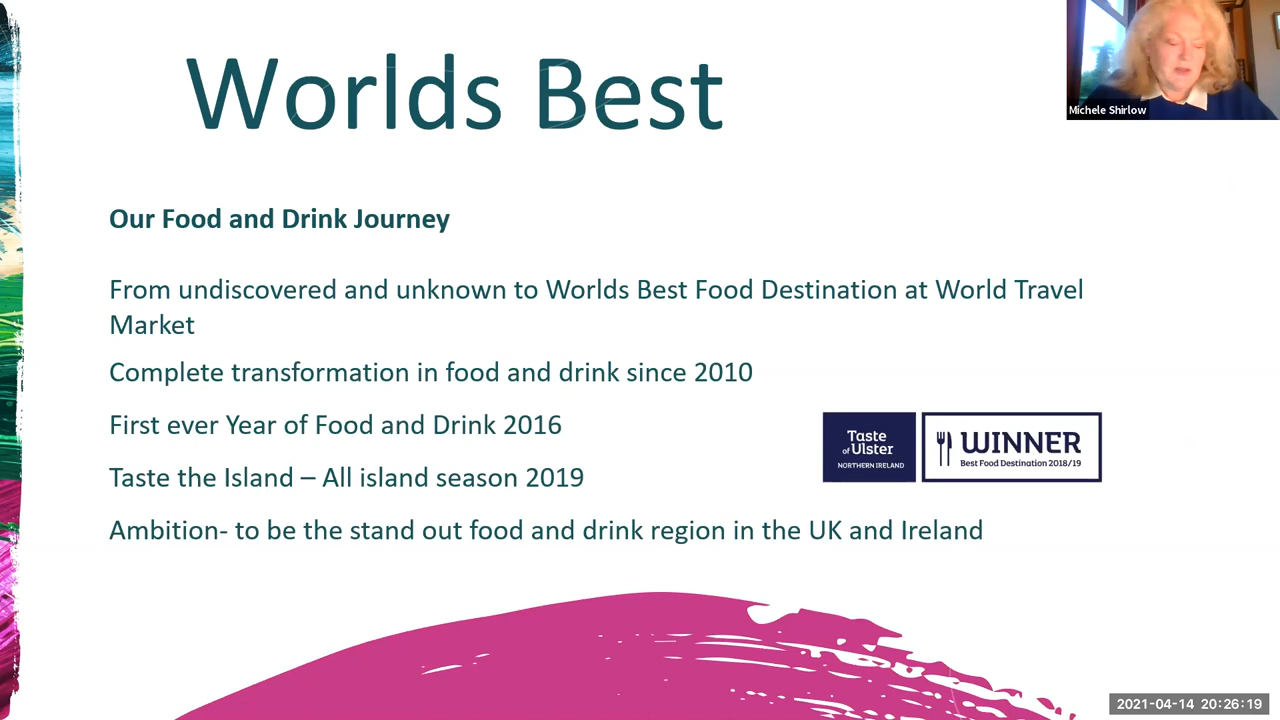 Worlds Best
Michele Shirlow
Our Food and Drink Journey
From undiscovered and unknown to Worlds Best Food Destination at World Travel
Market
Complete transformation in food and drink since 2010
First ever Year of Food and Drink 2016
Taste the Island – All island season 2019
Ambition- to be the stand out food and drink region in the UK and Ireland
Taste
of Ulster
NORTHERN IRELAND
WINNER
Best Food Destination 2018/19
2021-04-14 20:26:19